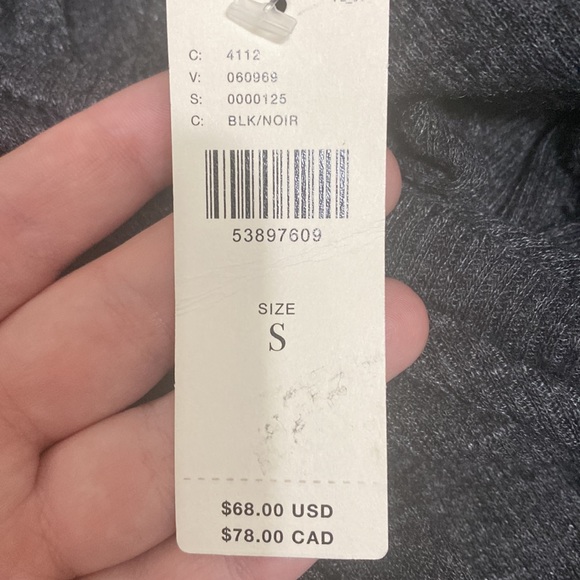 C: 4112
V: 060969
S: 0000125
C: BLK/NOIR
53897609
SIZE
S
$68.00 USD
$78.00 CAD